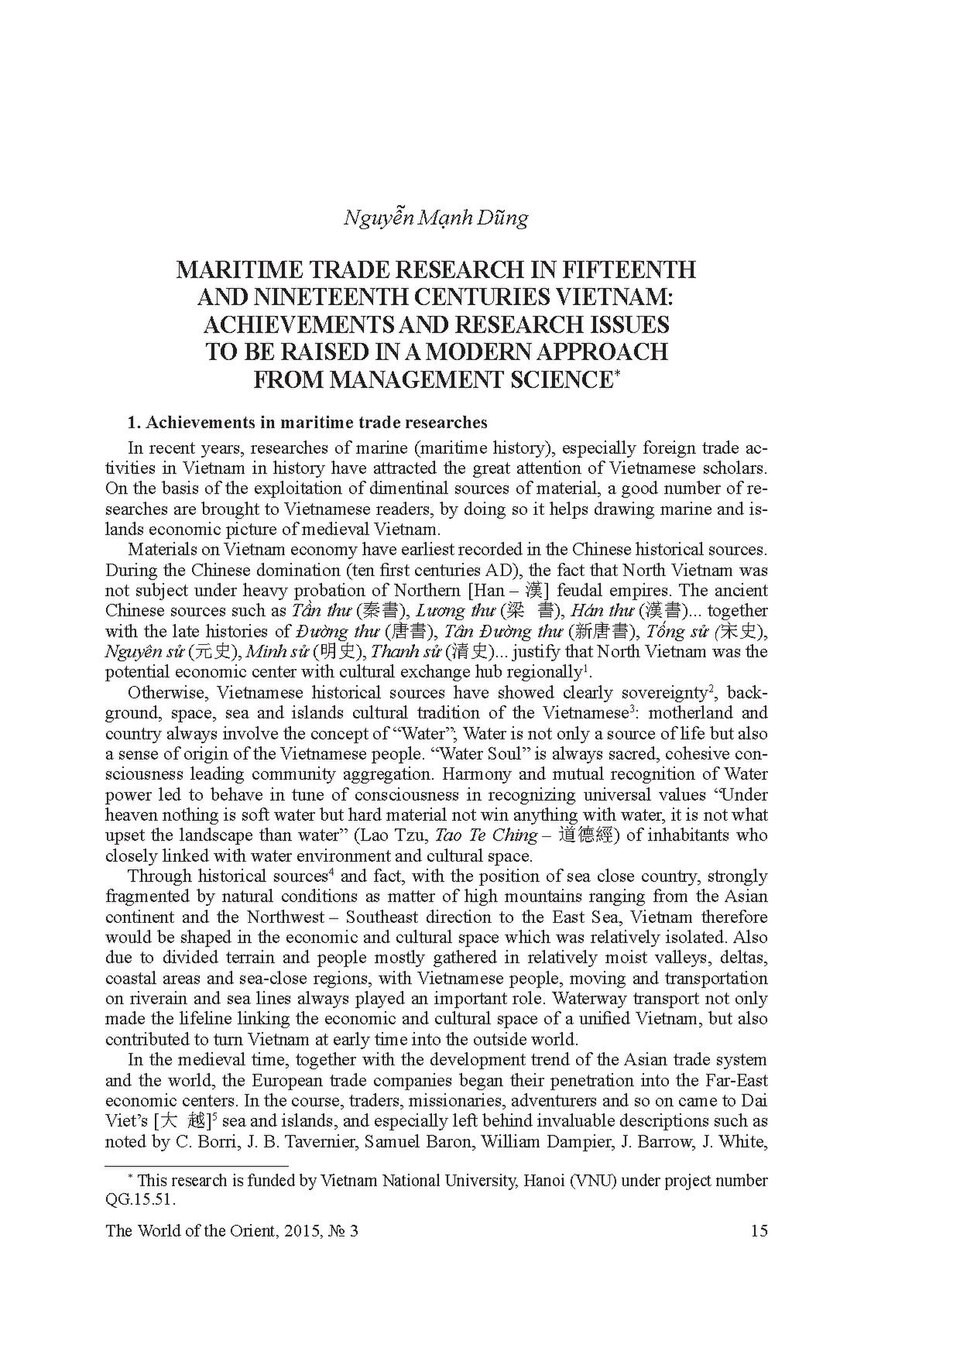 Nguyễn Mạnh Dũng
MARITIME TRADE RESEARCH IN FIFTEENTH
AND NINETEENTH CENTURIES VIETNAM:
ACHIEVEMENTS AND RESEARCH ISSUES
TO BE RAISED IN A MODERN APPROACH
FROM MANAGEMENT SCIENCE*
1. Achievements in maritime trade researches
In recent years, researches of marine (maritime history), especially foreign trade ac-
tivities in Vietnam in history have attracted the great attention of Vietnamese scholars.
On the basis of the exploitation of dimentinal sources of material, a good number of re-
searches are brought to Vietnamese readers, by doing so it helps drawing marine and is-
lands economic picture of medieval Vietnam.
Materials on Vietnam economy have earliest recorded in the Chinese historical sources.
During the Chinese domination (ten first centuries AD), the fact that North Vietnam was
not subject under heavy probation of Northern [Han – 漢] feudal empires. The ancient
Chinese sources such as Tần thư (秦書), Lương thư (梁 書), Hán thư (漢書)... together
with the late histories of Đường thư (唐書), Tân Đường thư (新唐書), Tống sử (宋史),
Nguyên sử (元史), Minh sử (明史), Thanh sử (清史)... justify that North Vietnam was the
potential economic center with cultural exchange hub regionally1.
Otherwise, Vietnamese historical sources have showed clearly sovereignty2, back-
ground, space, sea and islands cultural tradition of the Vietnamese3: motherland and
country always involve the concept of “Water”; Water is not only a source of life but also
a sense of origin of the Vietnamese people. “Water Soul” is always sacred, cohesive con-
sciousness leading community aggregation. Harmony and mutual recognition of Water
power led to behave in tune of consciousness in recognizing universal values “Under
heaven nothing is soft water but hard material not win anything with water, it is not what
upset the landscape than water” (Lao Tzu, Tao Te Ching – 道德經) of inhabitants who
closely linked with water environment and cultural space.
Through historical sources4 and fact, with the position of sea close country, strongly
fragmented by natural conditions as matter of high mountains ranging from the Asian
continent and the Northwest – Southeast direction to the East Sea, Vietnam therefore
would be shaped in the economic and cultural space which was relatively isolated. Also
due to divided terrain and people mostly gathered in relatively moist valleys, deltas,
coastal areas and sea-close regions, with Vietnamese people, moving and transportation
on riverain and sea lines always played an important role. Waterway transport not only
made the lifeline linking the economic and cultural space of a unified Vietnam, but also
contributed to turn Vietnam at early time into the outside world.
In the medieval time, together with the development trend of the Asian trade system
and the world, the European trade companies began their penetration into the Far-East
economic centers. In the course, traders, missionaries, adventurers and so on came to Dai
Viet’s [大 越]5 sea and islands, and especially left behind invaluable descriptions such as
noted by C. Borri, J. B. Tavernier, Samuel Baron, William Dampier, J. Barrow, J. White,
* This research is funded by Vietnam National University, Hanoi (VNU) under project number
QG.15.51.
The World of the Orient, 2015, № 3 15